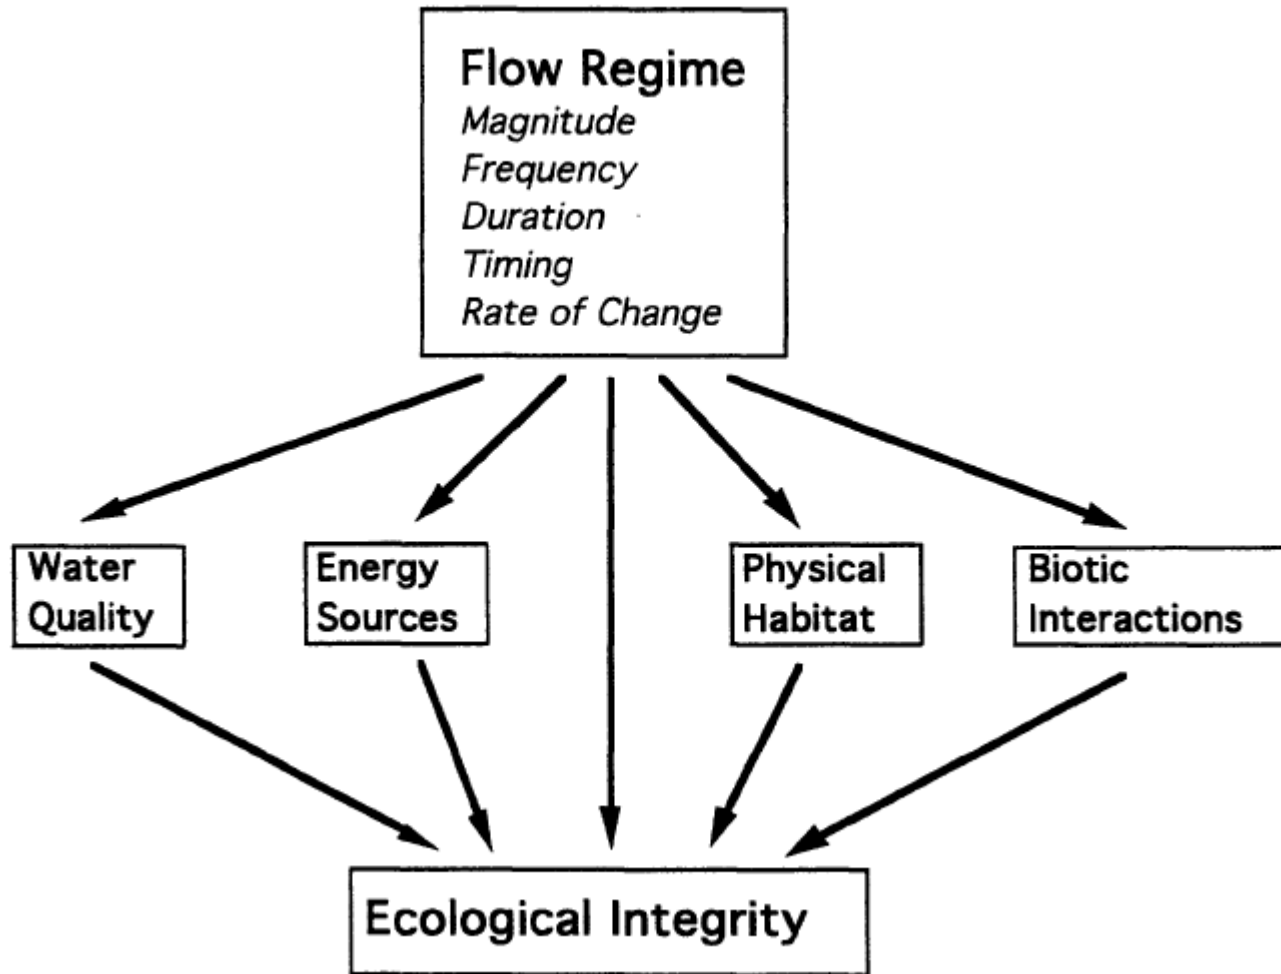 Flow Regime
Magnitude
Frequency
Duration
Timing
Rate of Change
Water
Quality
Energy
Sources
Physical
Habitat
Biotic
Interactions
Ecological Integrity